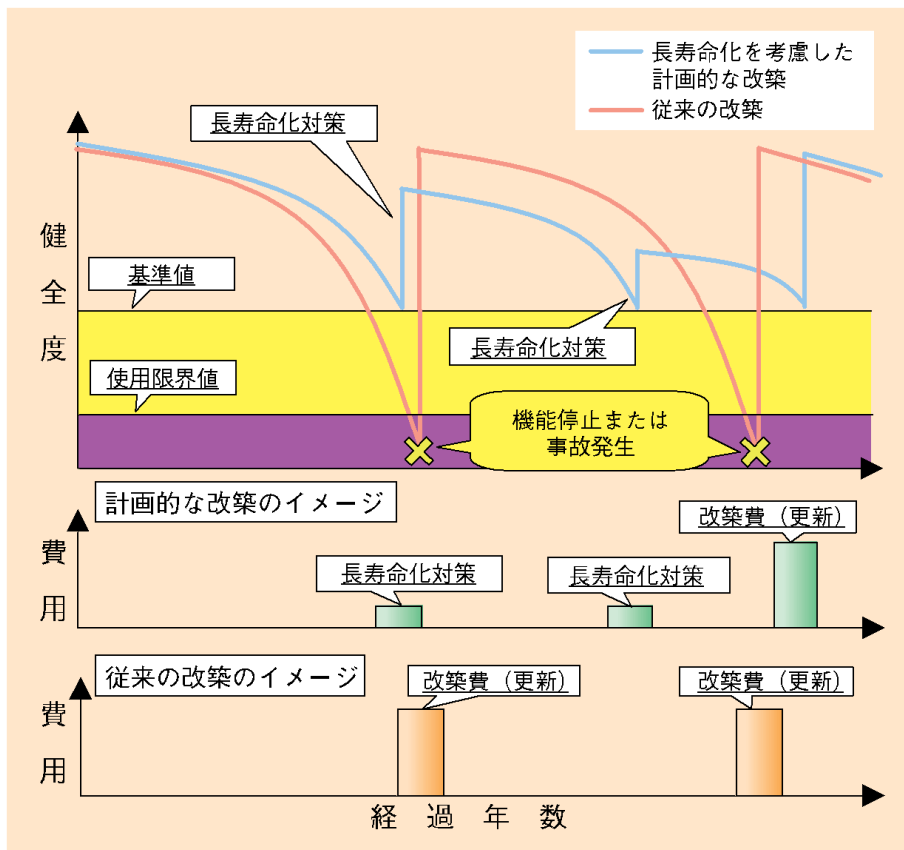 長寿命化を考慮した
計画的な改築
従来の改築
長寿命化対策
健全度
基準値
長寿命化対策
使用限界値
機能停止または
事故発生
計画的な改築のイメージ
改築費（更新）
費用
長寿命化対策
長寿命化対策
従来の改築のイメージ
改築費（更新）
改築費（更新）
費用
経過年数